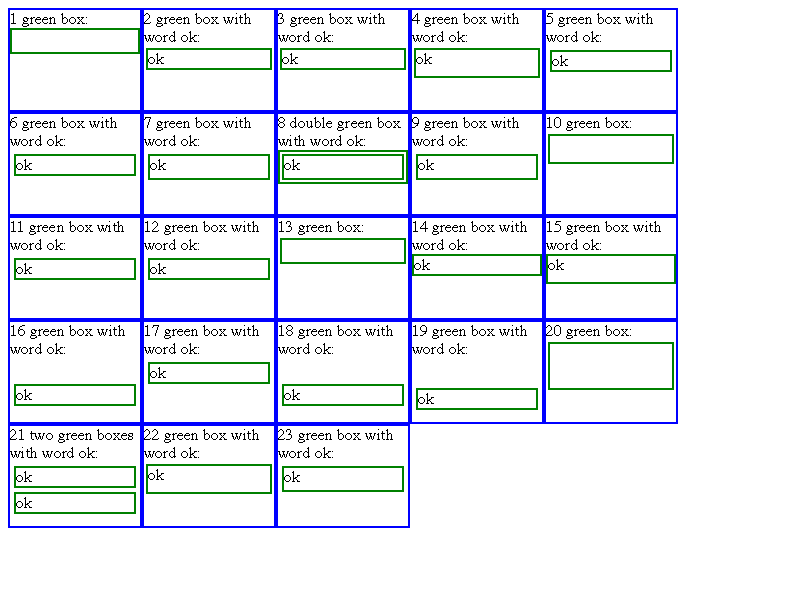 1 green box:
2 green box with
word ok:
ok
3 green box with
word ok:
ok
4 green box with
word ok:
ok
5 green box with
word ok:
ok
6 green box with
word ok:
ok
7 green box with
word ok:
ok
8 double green box
with word ok:
ok
9 green box with
word ok:
ok
10 green box:
11 green box with
word ok:
ok
12 green box with
word ok:
ok
13 green box:
14 green box with
word ok:
ok
15 green box with
word ok:
ok
16 green box with
word ok:
ok
17 green box with
word ok:
ok
18 green box with
word ok:
ok
19 green box with
word ok:
ok
20 green box:
21 two green boxes
with word ok:
ok
ok
22 green box with
word ok:
ok
23 green box with
word ok:
ok